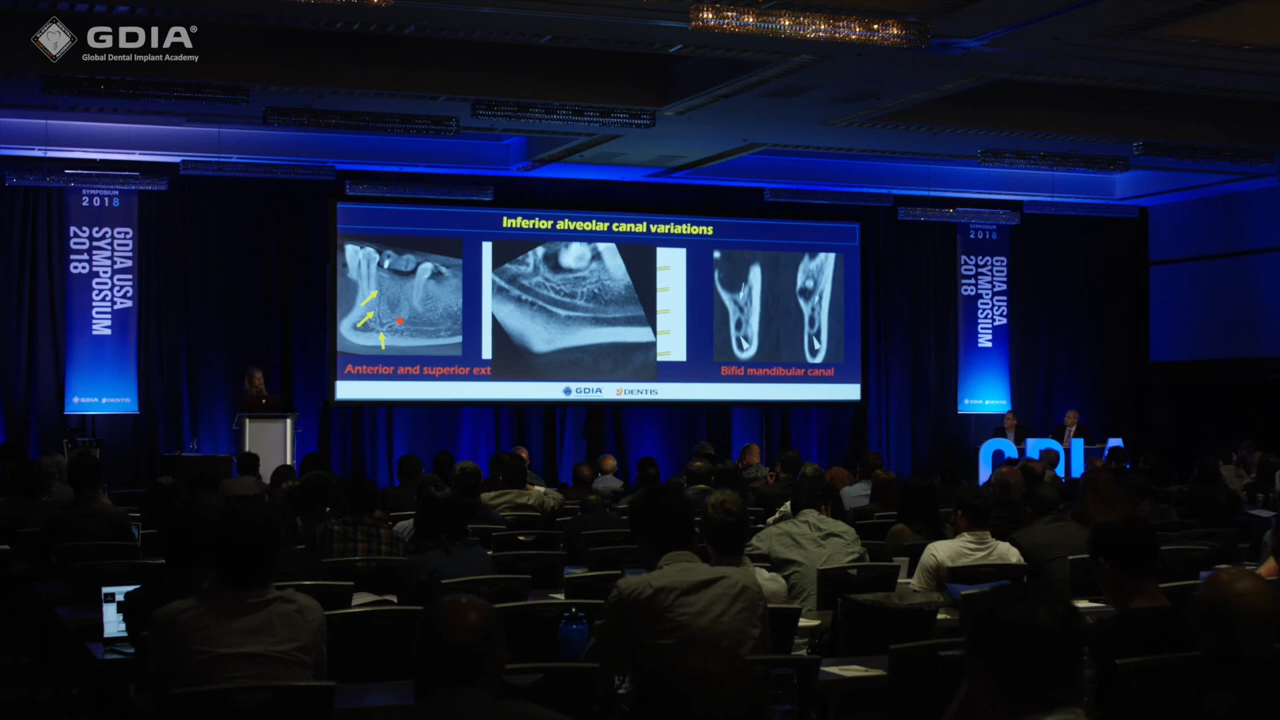 GDIA®
Global Dental Implant Academy
SYMPOSIUM
2018
GDIA USA
SYMPOSIUM
2018
GDIA DENTIS
Inferior alveolar canal variations
Anterior and superior ext
Bifid mandibular canal
GDIA DENTIS
SYMPOSIUM
2018
GDIA USA
SYMPOSIUM
2018
GDIA DENTIS
GDIA